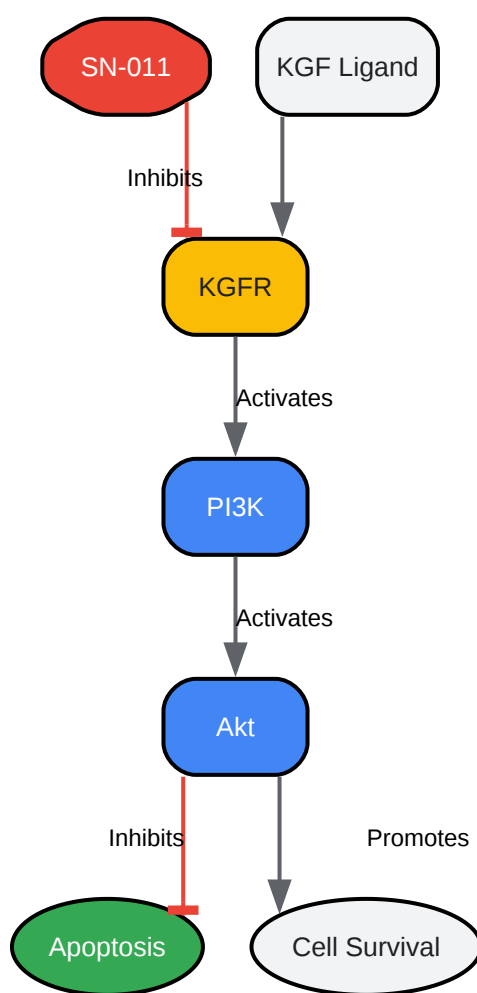 SN-011
KGF Ligand
Inhibits
KGFR
Activates
PI3K
Activates
Akt
Inhibits
Promotes
Apoptosis
Cell Survival